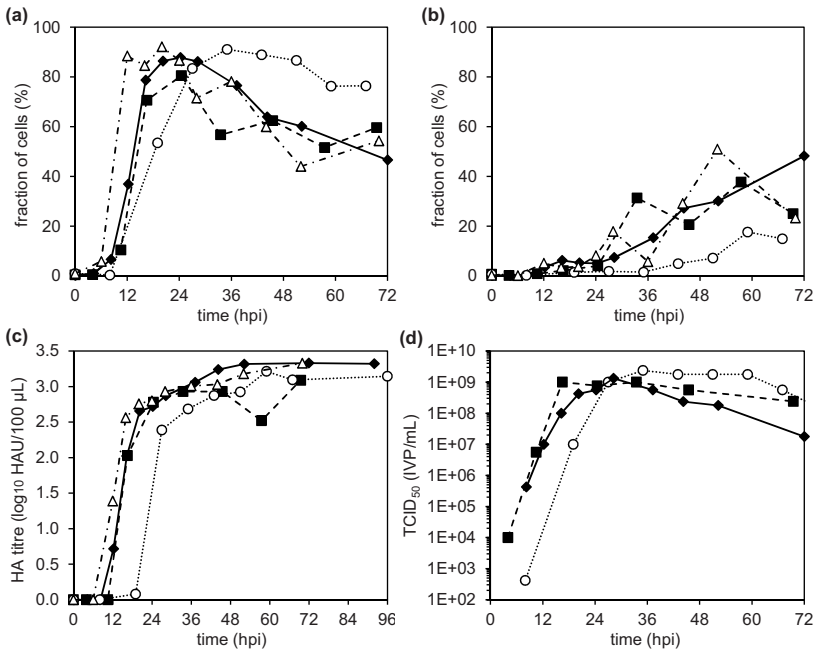 (a)
fraction of cells (%)
100
80
60
40
20
0
0 12 24 36 48 60 72
time (hpi)
(b)
fraction of cells (%)
100
80
60
40
20
0
0 12 24 36 48 60 72
time (hpi)
(c)
HA titre (log10 HAU/100 µL)
3.5
3.0
2.5
2.0
1.5
1.0
0.5
0.0
0 12 24 36 48 60 72 84 96
time (hpi)
(d)
TCID50 (IVP/mL)
1E+10
1E+09
1E+08
1E+07
1E+06
1E+05
1E+04
1E+03
1E+02
0 12 24 36 48 60 72
time (hpi)